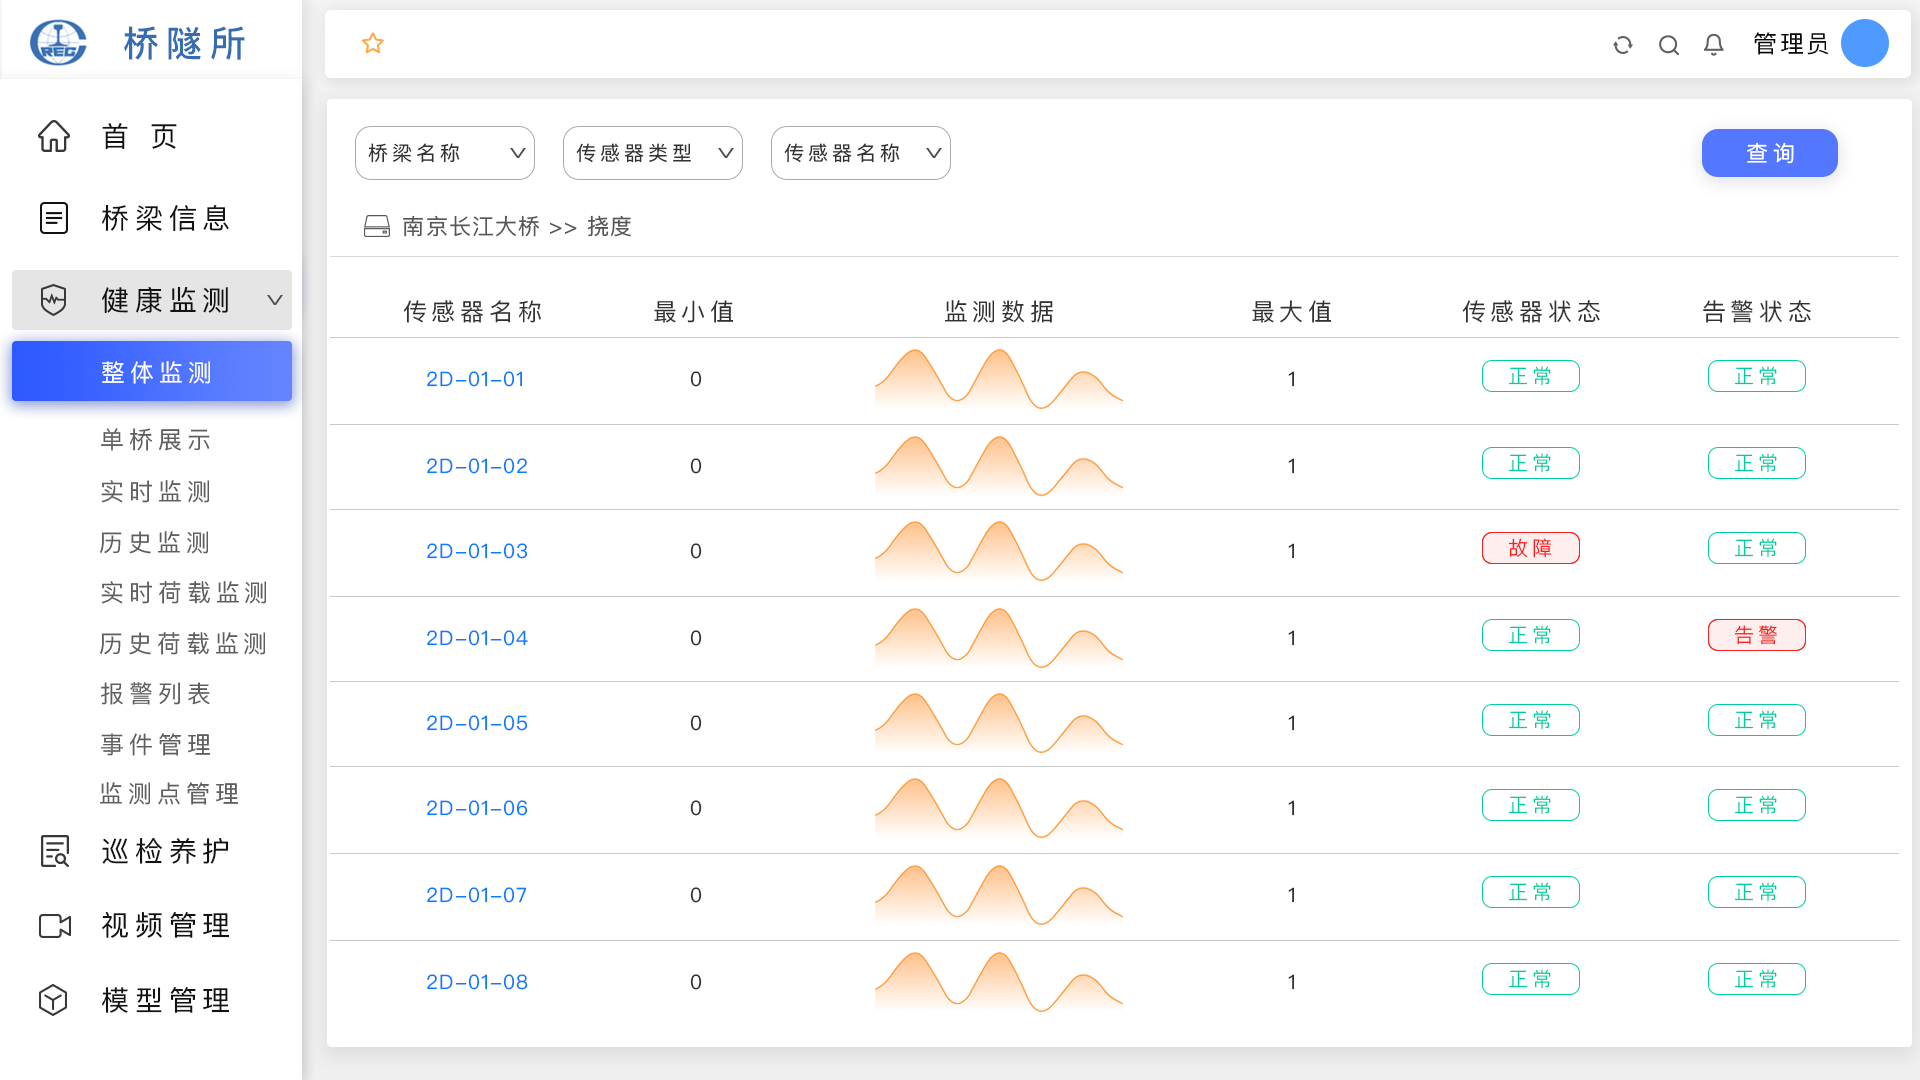 CREC 桥隧所
管理员
首 页
桥梁信息
健康监测
整体监测
单桥展示
实时监测
历史监测
实时荷载监测
历史荷载监测
报警列表
事件管理
监测点管理
巡检养护
视频管理
模型管理
桥梁名称 传感器类型 传感器名称 查询
南京长江大桥 >> 挠度
传感器名称 最小值 监测数据 最大值 传感器状态 告警状态
2D-01-01 0 1 正常 正常
2D-01-02 0 1 正常 正常
2D-01-03 0 1 故障 正常
2D-01-04 0 1 正常 告警
2D-01-05 0 1 正常 正常
2D-01-06 0 1 正常 正常
2D-01-07 0 1 正常 正常
2D-01-08 0 1 正常 正常